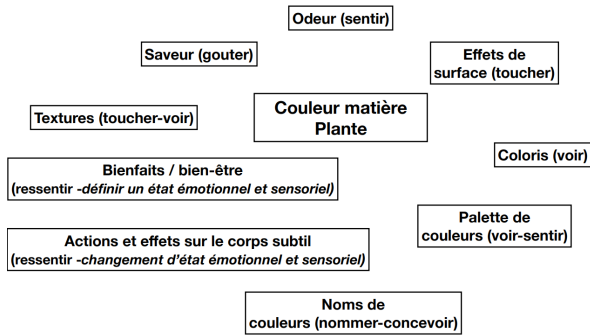 Odeur (sentir)
Saveur (gouter)
Effets de
surface (toucher)
Couleur matière
Plante
Textures (toucher-voir)
Coloris (voir)
Bienfaits / bien-être
(ressentir -définir un état émotionnel et sensoriel)
Palette de
couleurs (voir-sentir)
Actions et effets sur le corps subtil
(ressentir -changement d’état émotionnel et sensoriel)
Noms de
couleurs (nommer-concevoir)